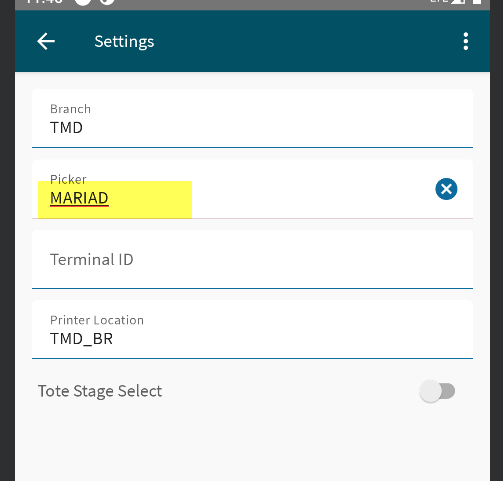 Settings
Branch
TMD
Picker
MARIAD
Terminal ID
Printer Location
TMD_BR
Tote Stage Select